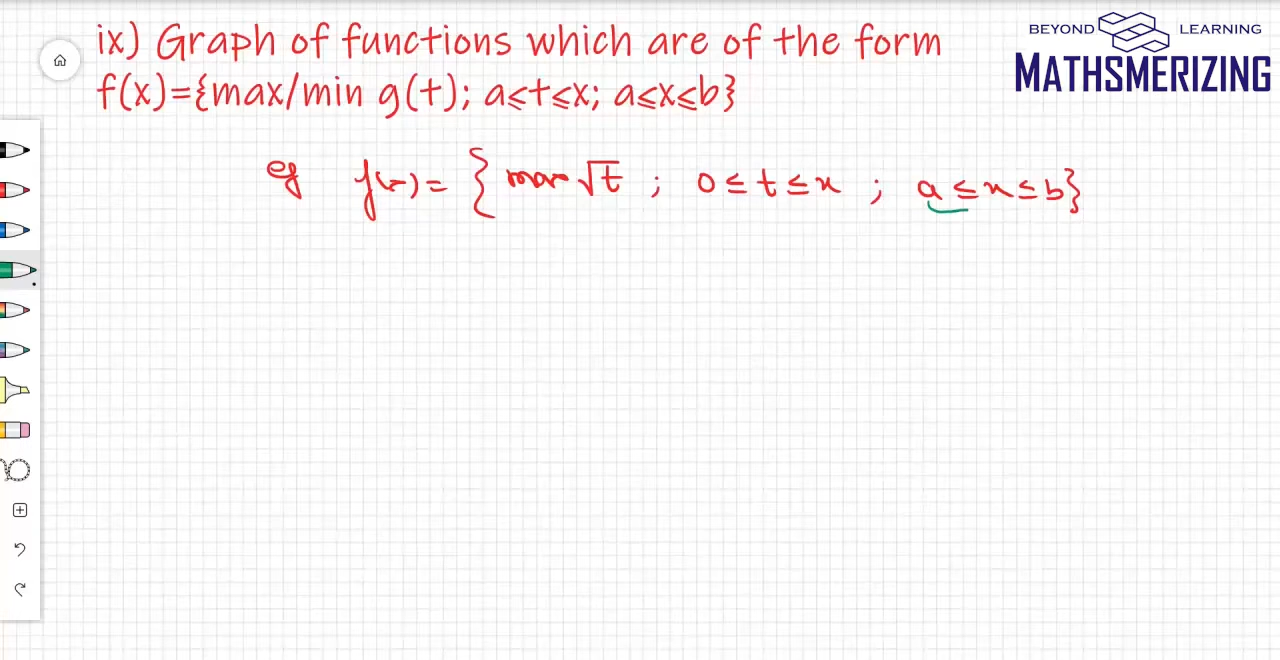 ix) Graph of functions which are of the form
f(x)={max/min g(t); a≤t≤x; a≤x≤b}
BEYOND LEARNING
MATHSMERIZING
eg f(x) = { max √t ; 0 ≤ t ≤ x ; a ≤ x ≤ b}